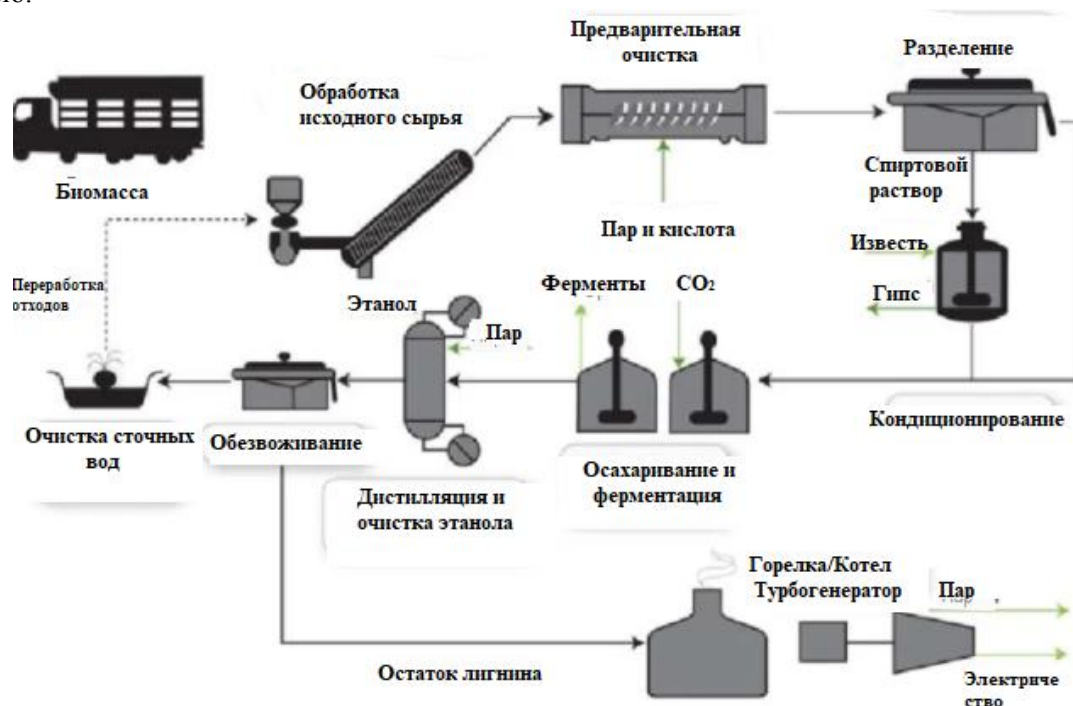 Предварительная
очистка
Разделение
Обработка
исходного сырья
Биомасса
Спиртовой
раствор
Пар и кислота
Известь
Ферменты
CO₂
Переработка
отходов
Этанол
Гипс
Пар
Кондиционирование
Очистка сточных
вод
Обезвоживание
Осахаривание и
ферментация
Дистилляция и
очистка этанола
Горелка/Котел
Турбогенератор
Пар
Остаток лигнина
Электриче
ство